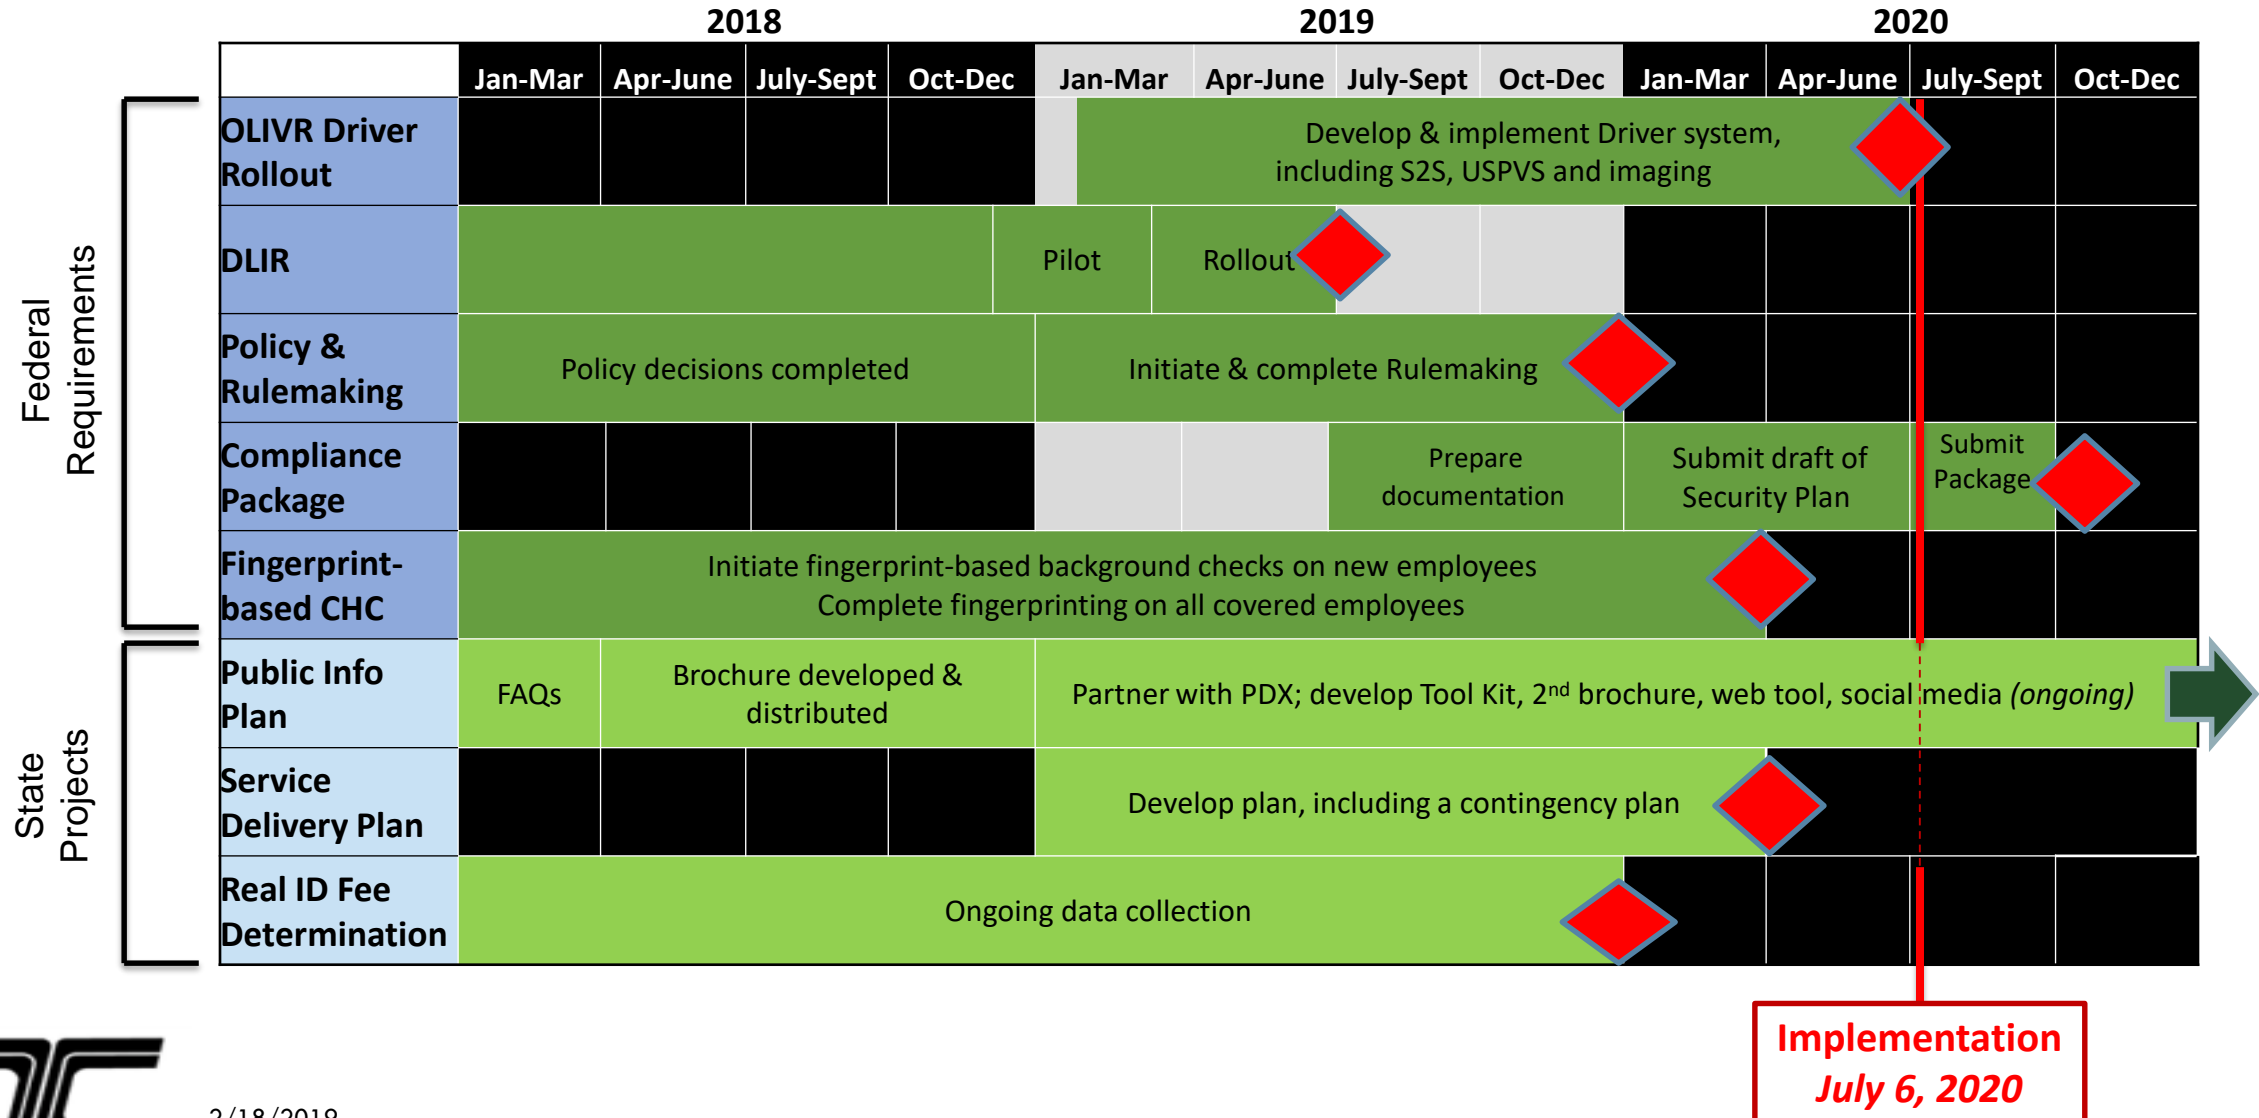 2018 2019 2020
Jan-Mar Apr-June July-Sept Oct-Dec Jan-Mar Apr-June July-Sept Oct-Dec Jan-Mar Apr-June July-Sept Oct-Dec
Federal
Requirements
OLIVR Driver
Rollout
Develop & implement Driver system,
including S2S, USPVS and imaging
DLIR
Pilot
Rollout
Policy &
Rulemaking
Policy decisions completed
Initiate & complete Rulemaking
Compliance
Package
Prepare
documentation
Submit draft of
Security Plan
Submit
Package
Fingerprint-
based CHC
Initiate fingerprint-based background checks on new employees
Complete fingerprinting on all covered employees
State
Projects
Public Info
Plan
FAQs
Brochure developed &
distributed
Partner with PDX; develop Tool Kit, 2nd brochure, web tool, social media (ongoing)
Service
Delivery Plan
Develop plan, including a contingency plan
Real ID Fee
Determination
Ongoing data collection
Implementation
July 6, 2020
2/18/2019